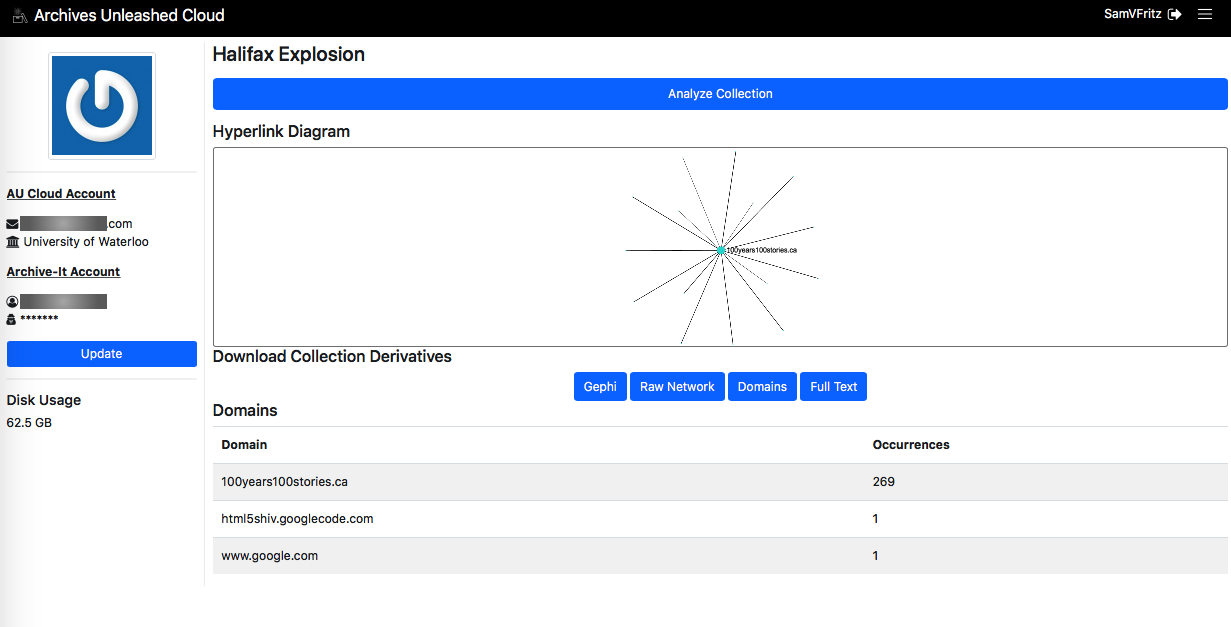 Archives Unleashed Cloud
SamVFritz
AU Cloud Account
.com
University of Waterloo
Archive-It Account
*******
Update
Disk Usage
62.5 GB
Halifax Explosion
Analyze Collection
Hyperlink Diagram
100years100stories.ca
Download Collection Derivatives
Gephi Raw Network Domains Full Text
Domains
Domain Occurrences
100years100stories.ca 269
html5shiv.googlecode.com 1
www.google.com 1